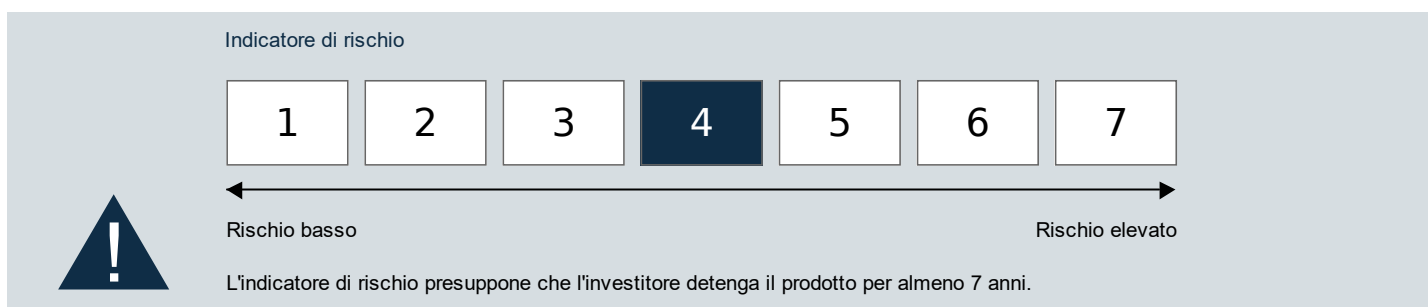 Indicatore di rischio
1 2 3 4 5 6 7
Rischio basso Rischio elevato
!
L'indicatore di rischio presuppone che l'investitore detenga il prodotto per almeno 7 anni.